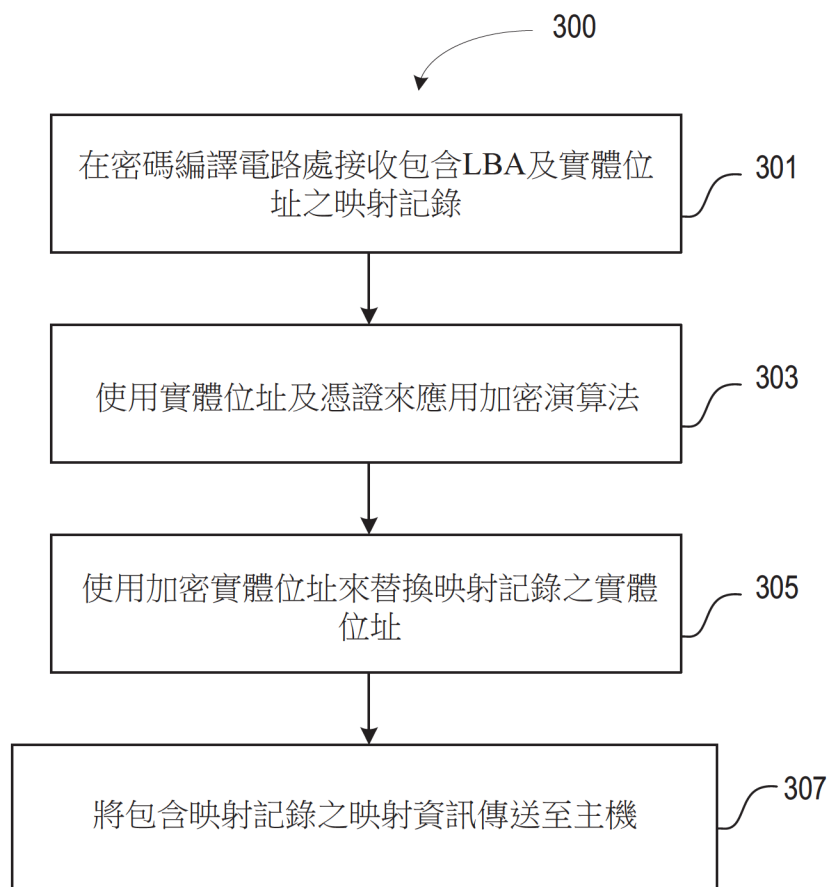 300
在密碼編譯電路處接收包含LBA及實體位
址之映射記錄
301
使用實體位址及憑證來應用加密演算法
303
使用加密實體位址來替換映射記錄之實體
位址
305
將包含映射記錄之映射資訊傳送至主機
307